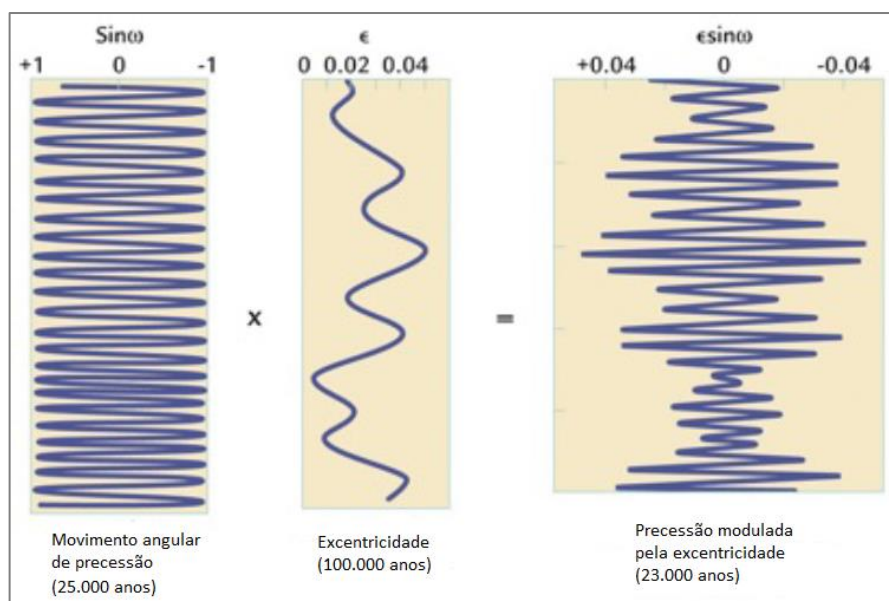 Sinω
ϵ
ϵsinω
+1 0 -1
0 0.02 0.04
+0.04 0 -0.04
x
=
Movimento angular
de precessão
(25.000 anos)
Excentricidade
(100.000 anos)
Precessão modulada
pela excentricidade
(23.000 anos)